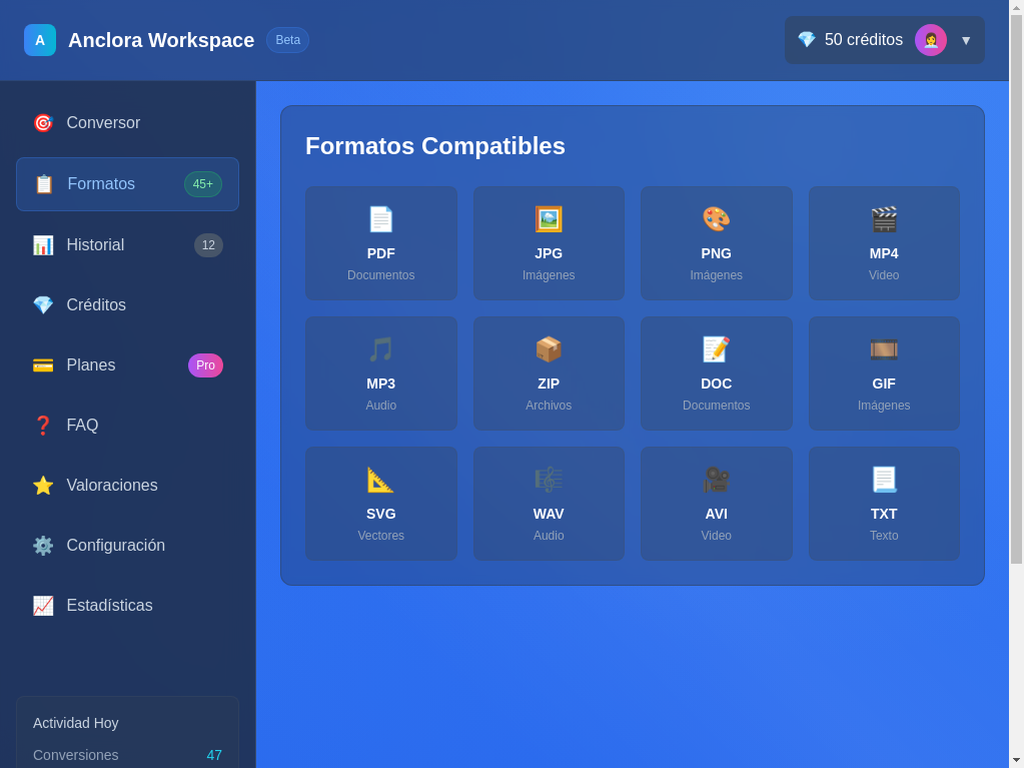 A Anclora Workspace Beta
50 créditos ▼
Conversor
Formatos 45+
Historial 12
Créditos
Planes Pro
FAQ
Valoraciones
Configuración
Estadísticas
Actividad Hoy
Conversiones 47
Formatos Compatibles
PDF
Documentos
JPG
Imágenes
PNG
Imágenes
MP4
Video
MP3
Audio
ZIP
Archivos
DOC
Documentos
GIF
Imágenes
SVG
Vectores
WAV
Audio
AVI
Video
TXT
Texto